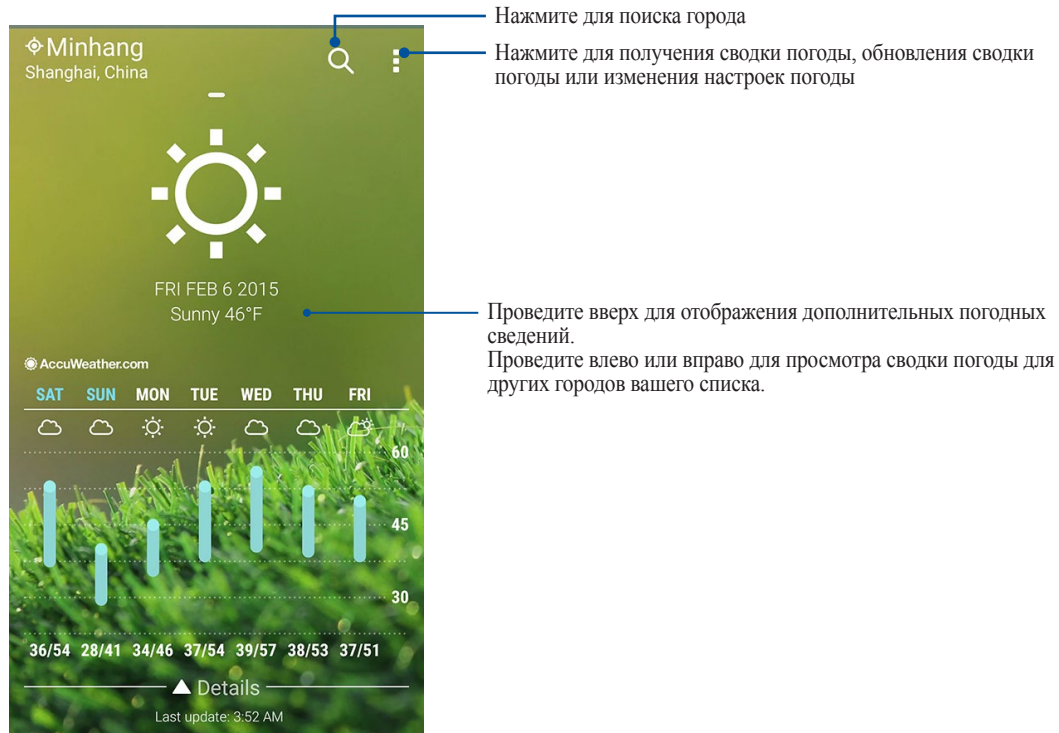 Нажмите для поиска города
Нажмите для получения сводки погоды, обновления сводки
погоды или изменения настроек погоды
Minhang
Shanghai, China
FRI FEB 6 2015
Sunny 46°F
Проведите вверх для отображения дополнительных погодных
сведений.
Проведите влево или вправо для просмотра сводки погоды для
других городов вашего списка.
AccuWeather.com
SAT SUN MON TUE WED THU FRI
60
45
30
36/54 28/41 34/46 37/54 39/57 38/53 37/51
Details
Last update: 3:52 AM